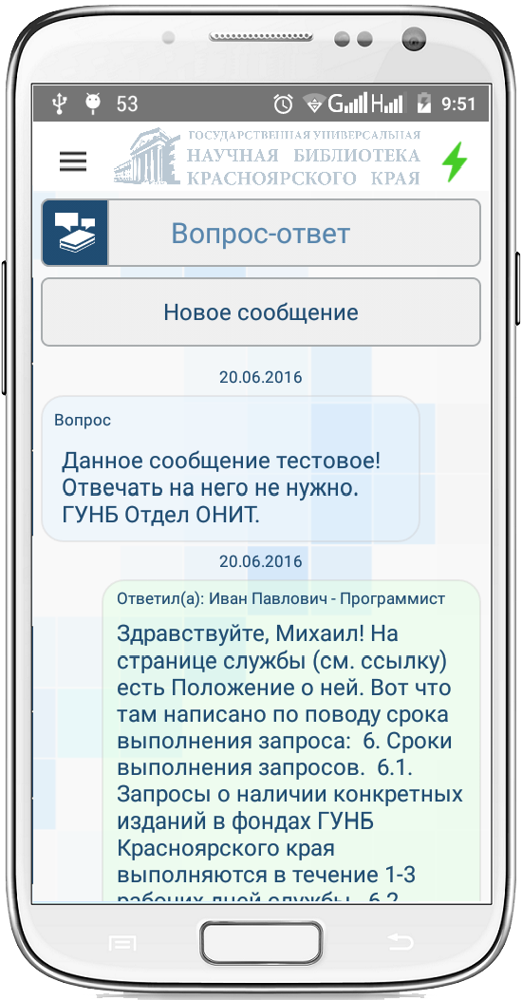 53
G
H
9:51
ГОСУДАРСТВЕННАЯ УНИВЕРСАЛЬНАЯ
НАУЧНАЯ БИБЛИОТЕКА
КРАСНОЯРСКОГО КРАЯ
Вопрос-ответ
Новое сообщение
20.06.2016
Вопрос
Данное сообщение тестовое!
Отвечать на него не нужно.
ГУНБ Отдел ОНИТ.
20.06.2016
Ответил(а): Иван Павлович - Программист
Здравствуйте, Михаил! На
странице службы (см. ссылку)
есть Положение о ней. Вот что
там написано по поводу срока
выполнения запроса:  6. Сроки
выполнения запросов.  6.1.
Запросы о наличии конкретных
изданий в фондах ГУНБ
Красноярского края
выполняются в течение 1-3
рабочих дней службы.  6.2.